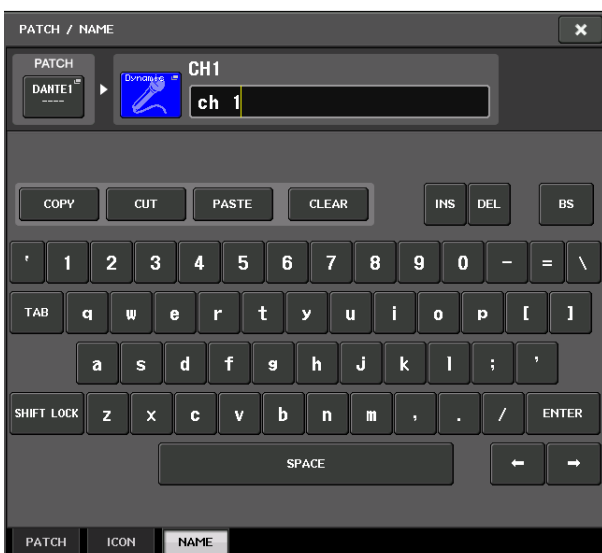 PATCH / NAME
PATCH
DANTE1
----
Dynamic
CH1
ch 1
COPY CUT PASTE CLEAR INS DEL BS
' 1 2 3 4 5 6 7 8 9 0 - = \
TAB q w e r t y u i o p [ ]
a s d f g h j k l ; '
SHIFT LOCK z x c v b n m , . / ENTER
SPACE ← →
PATCH ICON NAME